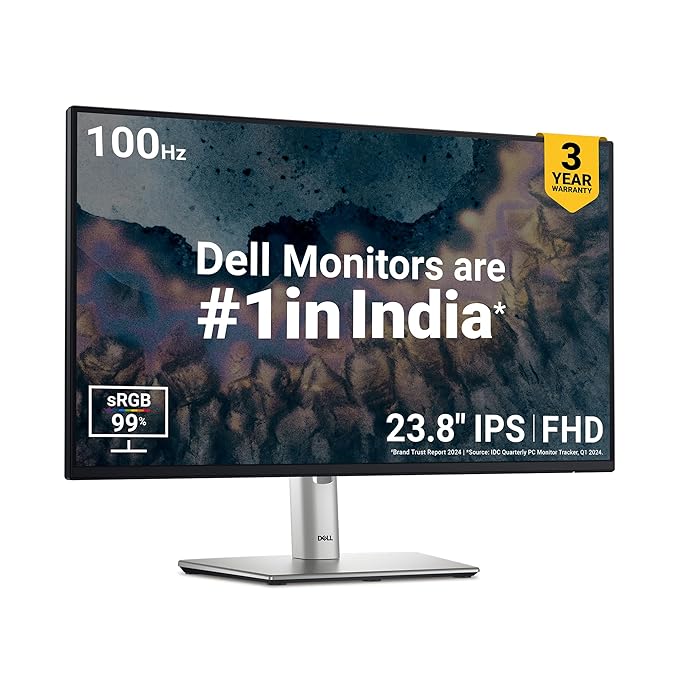 100Hz
3
YEAR
WARRANTY
Dell Monitors are
#1 in India*
sRGB
99%
23.8" IPS | FHD
*Brand Trust Report 2024 | *Source: IDC Quarterly PC Monitor Tracker, Q1 2024.
DELL